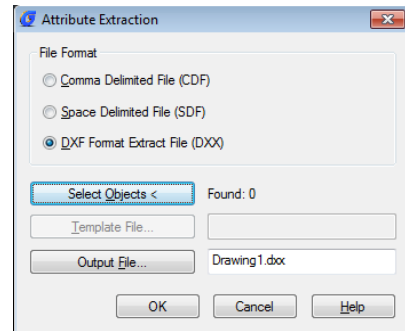 Attribute Extraction
File Format
Comma Delimited File (CDF)
Space Delimited File (SDF)
DXF Format Extract File (DXX)
Select Objects < Found: 0
Template File...
Output File... Drawing1.dxx
OK Cancel Help